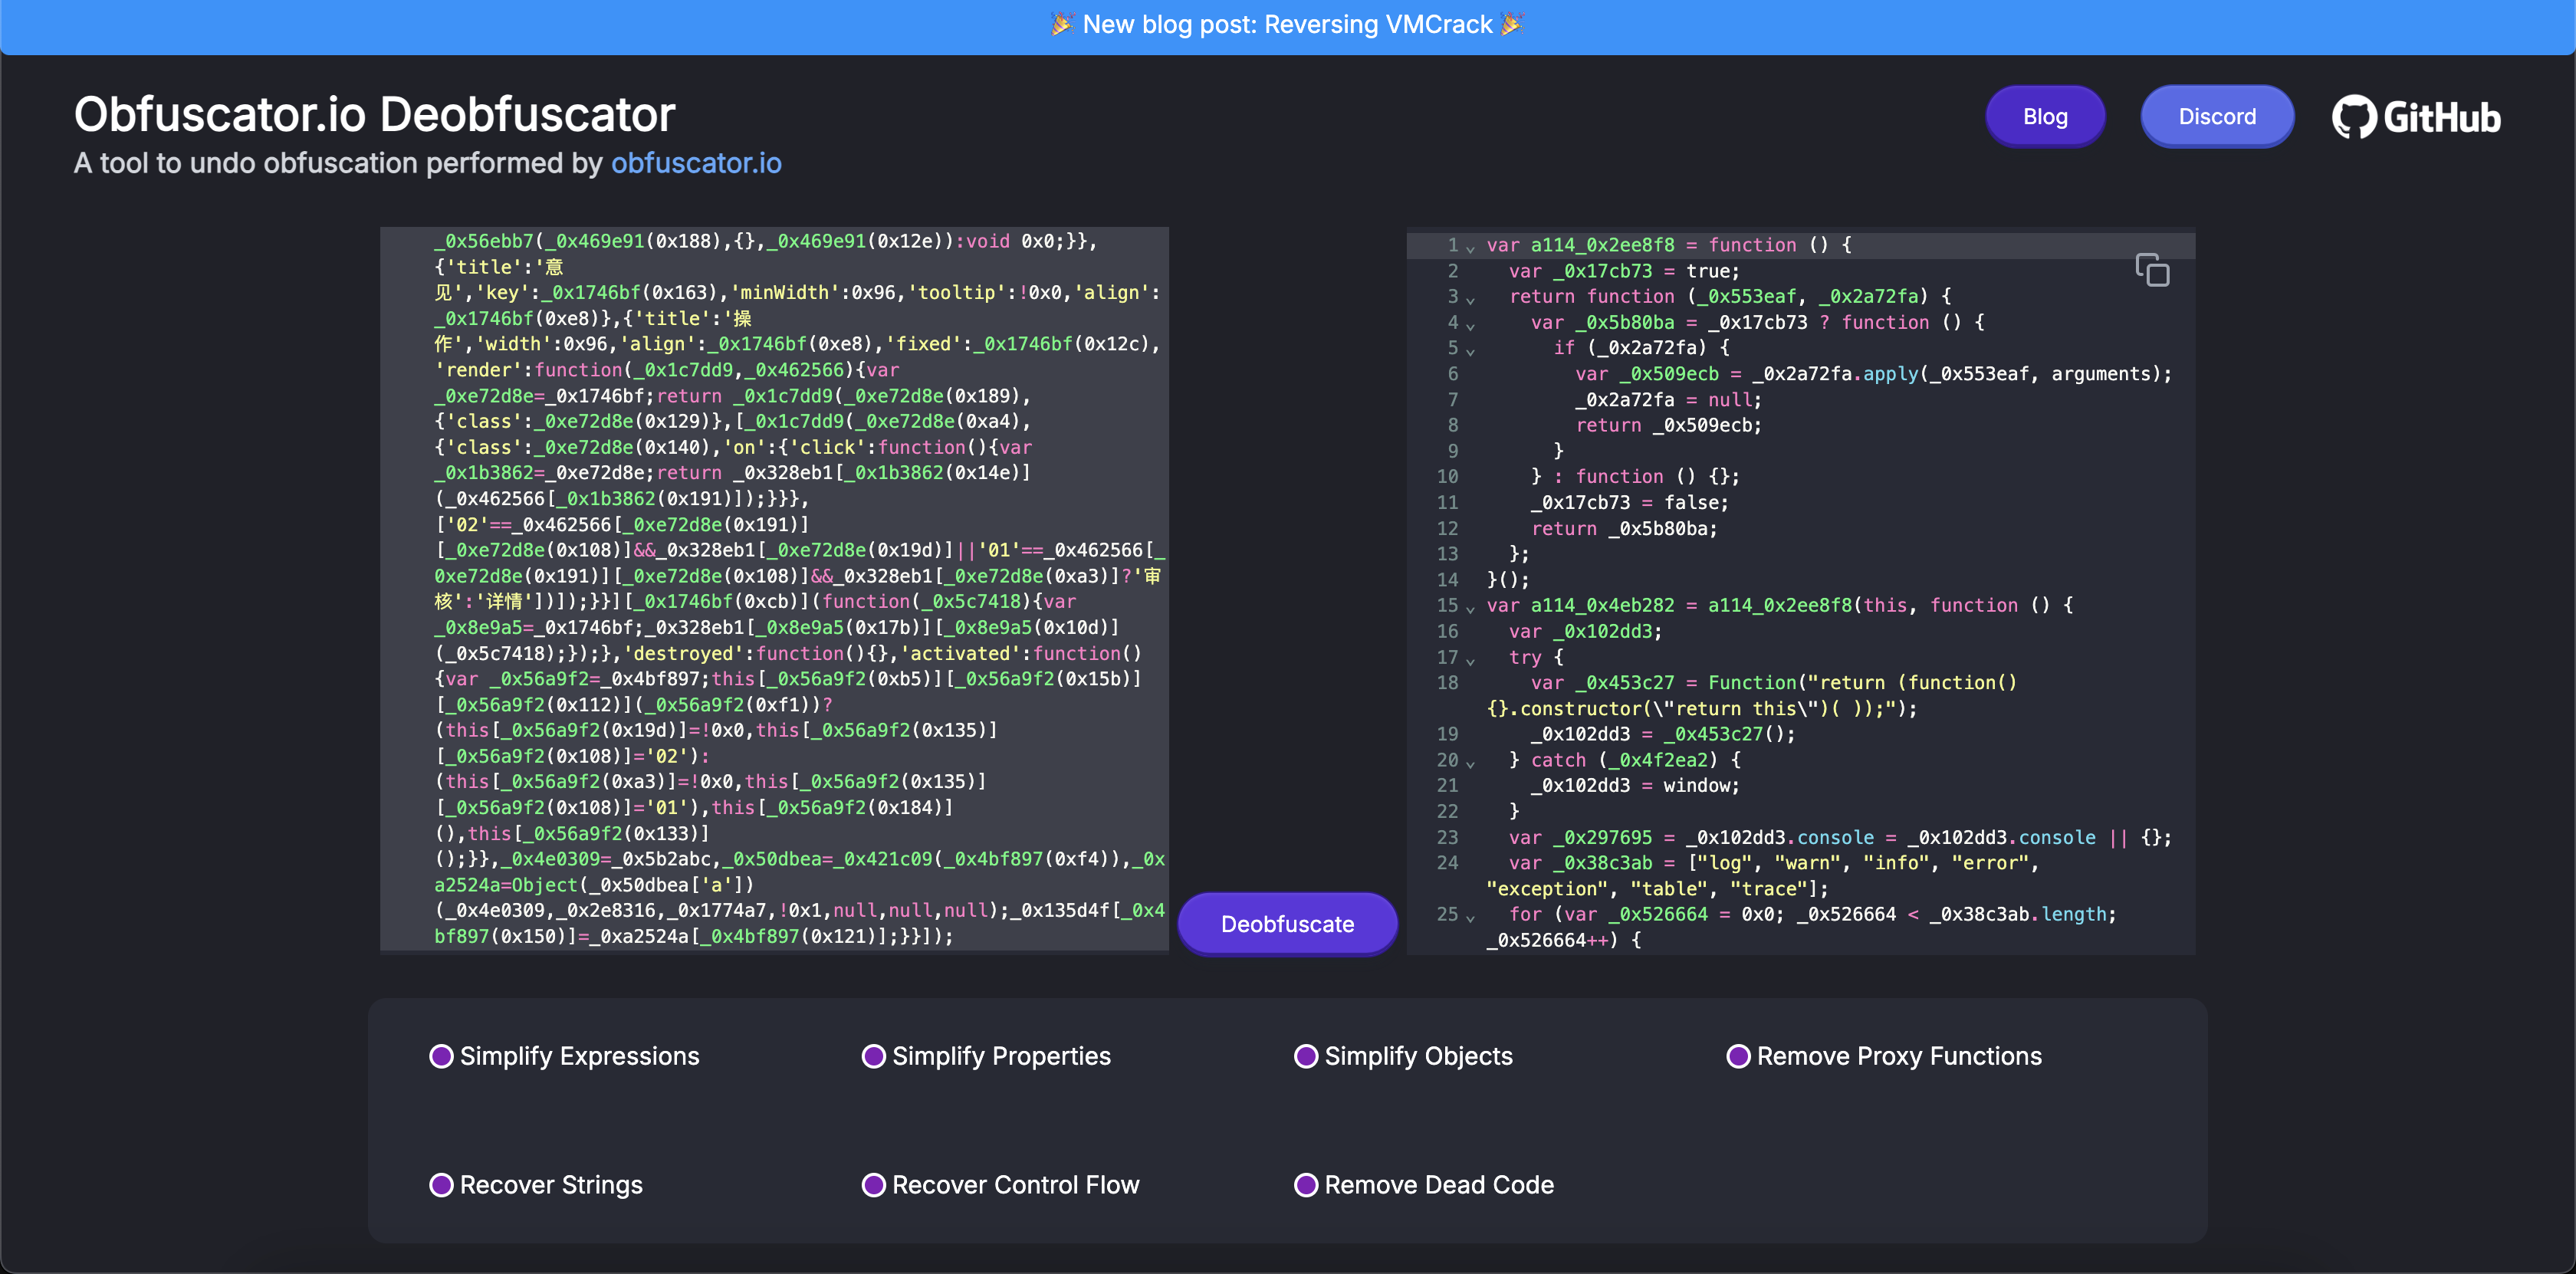 🎉 New blog post: Reversing VMCrack 🎉
Obfuscator.io Deobfuscator
A tool to undo obfuscation performed by obfuscator.io
Blog
Discord
GitHub
_0x56ebb7(_0x469e91(0x188),{},_0x469e91(0x12e)):void 0x0;}},
{'title':'意
见','key':_0x1746bf(0x163),'minWidth':0x96,'tooltip':!0x0,'align':
_0x1746bf(0xe8)},{'title':'操
作','width':0x96,'align':_0x1746bf(0xe8),'fixed':_0x1746bf(0x12c),
'render':function(_0x1c7dd9,_0x462566){var
_0xe72d8e=_0x1746bf;return _0x1c7dd9(_0xe72d8e(0x189),
{'class':_0xe72d8e(0x129)},[_0x1c7dd9(_0xe72d8e(0xa4),
{'class':_0xe72d8e(0x140),'on':{'click':function(){var
_0x1b3862=_0xe72d8e;return _0x328eb1[_0x1b3862(0x14e)]
(_0x462566[_0x1b3862(0x191)]);}}},
['02'==_0x462566[_0xe72d8e(0x191)]
[_0xe72d8e(0x108)]&&_0x328eb1[_0xe72d8e(0x19d)]||'01'==_0x462566[_
0xe72d8e(0x191)][_0xe72d8e(0x108)]&&_0x328eb1[_0xe72d8e(0xa3)]?'审
核':'详情'])]);}}][_0x1746bf(0xcb)](function(_0x5c7418){var
_0x8e9a5=_0x1746bf;_0x328eb1[_0x8e9a5(0x17b)][_0x8e9a5(0x10d)]
(_0x5c7418);});},'destroyed':function(){},'activated':function()
{var _0x56a9f2=_0x4bf897;this[_0x56a9f2(0xb5)][_0x56a9f2(0x15b)]
[_0x56a9f2(0x112)](_0x56a9f2(0xf1))?
(this[_0x56a9f2(0x19d)]=!0x0,this[_0x56a9f2(0x135)]
[_0x56a9f2(0x108)]='02'):
(this[_0x56a9f2(0xa3)]=!0x0,this[_0x56a9f2(0x135)]
[_0x56a9f2(0x108)]='01'),this[_0x56a9f2(0x184)]
(),this[_0x56a9f2(0x133)]
();}},_0x4e0309=_0x5b2abc,_0x50dbea=_0x421c09(_0x4bf897(0xf4)),_0x
a2524a=Object(_0x50dbea['a'])
(_0x4e0309,_0x2e8316,_0x1774a7,!0x1,null,null,null);_0x135d4f[_0x4
bf897(0x150)]=_0xa2524a[_0x4bf897(0x121)];}}]);
Deobfuscate
1 var a114_0x2ee8f8 = function () {
2 var _0x17cb73 = true;
3 return function (_0x553eaf, _0x2a72fa) {
4 var _0x5b80ba = _0x17cb73 ? function () {
5 if (_0x2a72fa) {
6 var _0x509ecb = _0x2a72fa.apply(_0x553eaf, arguments);
7 _0x2a72fa = null;
8 return _0x509ecb;
9 }
10 } : function () {};
11 _0x17cb73 = false;
12 return _0x5b80ba;
13 };
14 }();
15 var a114_0x4eb282 = a114_0x2ee8f8(this, function () {
16 var _0x102dd3;
17 try {
18 var _0x453c27 = Function("return (function()
{}.constructor(\"return this\")( ));");
19 _0x102dd3 = _0x453c27();
20 } catch (_0x4f2ea2) {
21 _0x102dd3 = window;
22 }
23 var _0x297695 = _0x102dd3.console = _0x102dd3.console || {};
24 var _0x38c3ab = ["log", "warn", "info", "error",
"exception", "table", "trace"];
25 for (var _0x526664 = 0x0; _0x526664 < _0x38c3ab.length;
_0x526664++) {
Simplify Expressions
Simplify Properties
Simplify Objects
Remove Proxy Functions
Recover Strings
Recover Control Flow
Remove Dead Code